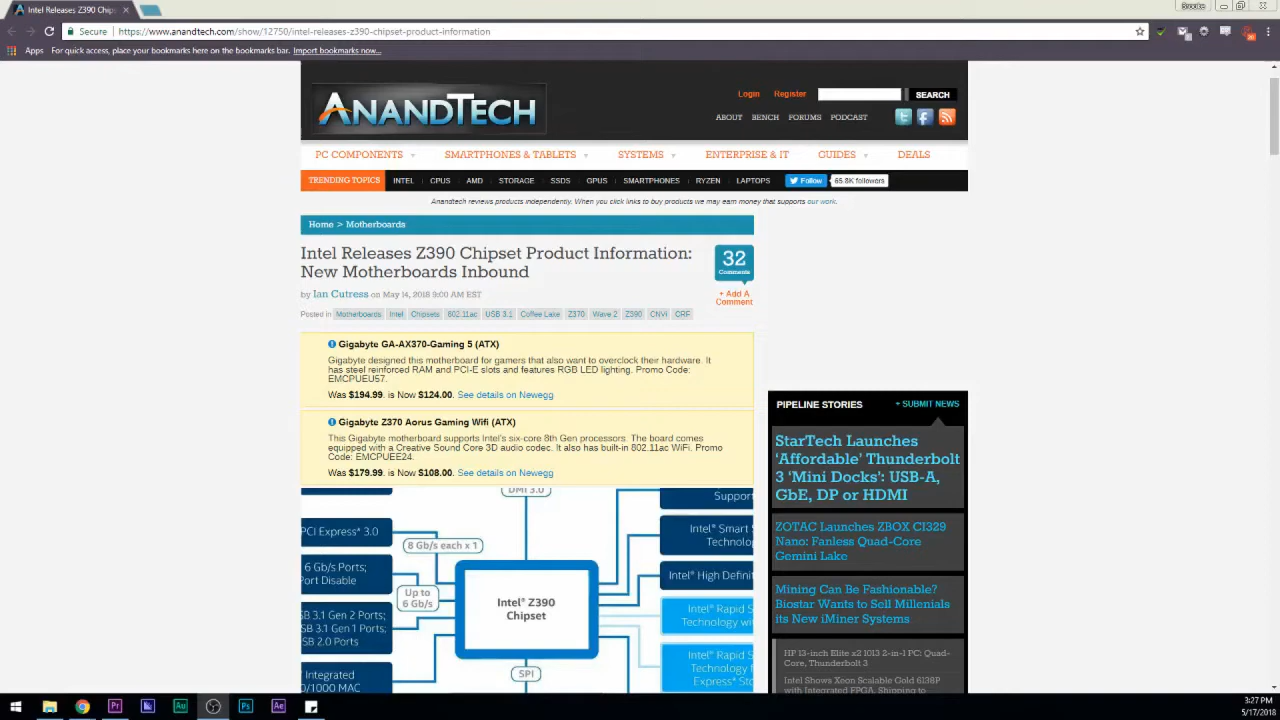 Intel Releases Z390 Chips
Brooks
Secure
https://www.anandtech.com/show/12750/intel-releases-z390-chipset-product-information
Apps
For quick access, place your bookmarks here on the bookmarks bar.
Import bookmarks now...
ANANDTECH
Login
Register
SEARCH
ABOUT
BENCH
FORUMS
PODCAST
PC COMPONENTS
SMARTPHONES & TABLETS
SYSTEMS
ENTERPRISE & IT
GUIDES
DEALS
TRENDING TOPICS
INTEL
CPUS
AMD
STORAGE
SSDS
GPUS
SMARTPHONES
RYZEN
LAPTOPS
Follow
65.8K followers
Anandtech reviews products independently. When you click links to buy products we may earn money that supports our work.
Home > Motherboards
Intel Releases Z390 Chipset Product Information:
New Motherboards Inbound
by Ian Cutress on May 14, 2018 9:00 AM EST
32
Comments
+ Add A
Comment
Posted in
Motherboards
Intel
Chipsets
802.11ac
USB 3.1
Coffee Lake
Z370
Wave 2
Z390
CNVi
CRF
Gigabyte GA-AX370-Gaming 5 (ATX)
Gigabyte designed this motherboard for gamers that also want to overclock their hardware. It
has steel reinforced RAM and PCI-E slots and features RGB LED lighting. Promo Code:
EMCPUEU57.
Was $194.99. is Now $124.00. See details on Newegg
Gigabyte Z370 Aorus Gaming Wifi (ATX)
This Gigabyte motherboard supports Intel's six-core 8th Gen processors. The board comes
equipped with a Creative Sound Core 3D audio codec. It also has built-in 802.11ac WiFi. Promo
Code: EMCPUEE24.
Was $179.99. is Now $108.00. See details on Newegg
DMI 3.0
Support
PCI Express* 3.0
8 Gb/s each x 1
Intel® Smart S
Technolog
6 Gb/s Ports;
Port Disable
Up to
6 Gb/s
Intel® High Definit
Intel® Z390
Chipset
SB 3.1 Gen 2 Ports;
SB 3.1 Gen 1 Ports;
SB 2.0 Ports
Intel® Rapid S
Technology wi
Intel® Rapid S
Technology f
Express* Sto
SPI
Integrated
0/1000 MAC
PIPELINE STORIES
+ SUBMIT NEWS
StarTech Launches
‘Affordable’ Thunderbolt
3 ‘Mini Docks’: USB-A,
GbE, DP or HDMI
ZOTAC Launches ZBOX CI329
Nano: Fanless Quad-Core
Gemini Lake
Mining Can Be Fashionable?
Biostar Wants to Sell Millenials
its New iMiner Systems
HP 13-inch Elite x2 1013 2-in-1 PC: Quad-
Core, Thunderbolt 3
Intel Shows Xeon Scalable Gold 6138P
with Integrated FPGA, Shipping to
Pr
Au
Ps
Ae
3:27 PM
5/17/2018